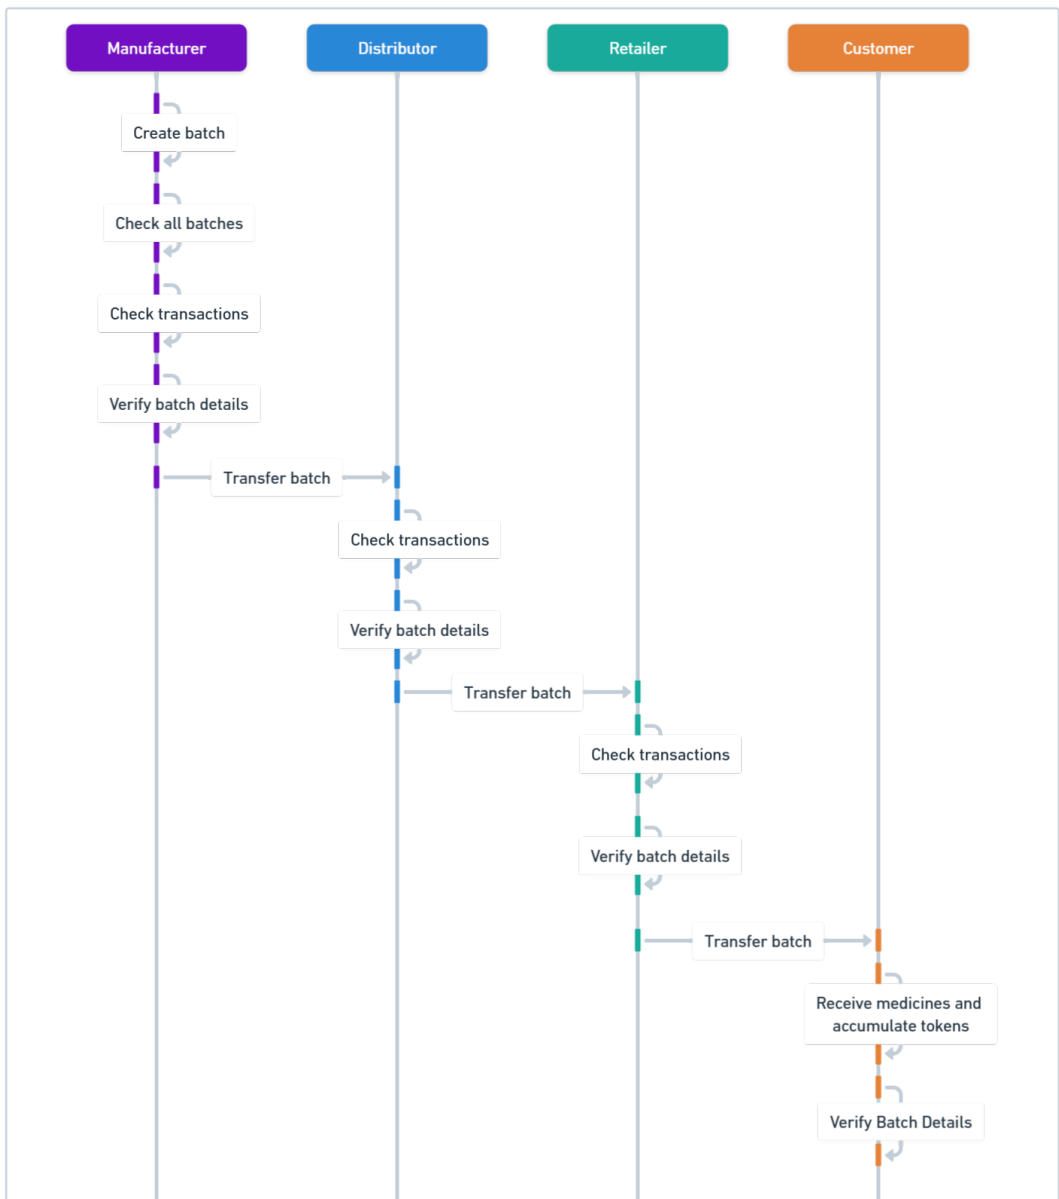 Manufacturer
Distributor
Retailer
Customer
Create batch
Check all batches
Check transactions
Verify batch details
Transfer batch
Check transactions
Verify batch details
Transfer batch
Check transactions
Verify batch details
Transfer batch
Receive medicines and
accumulate tokens
Verify Batch Details